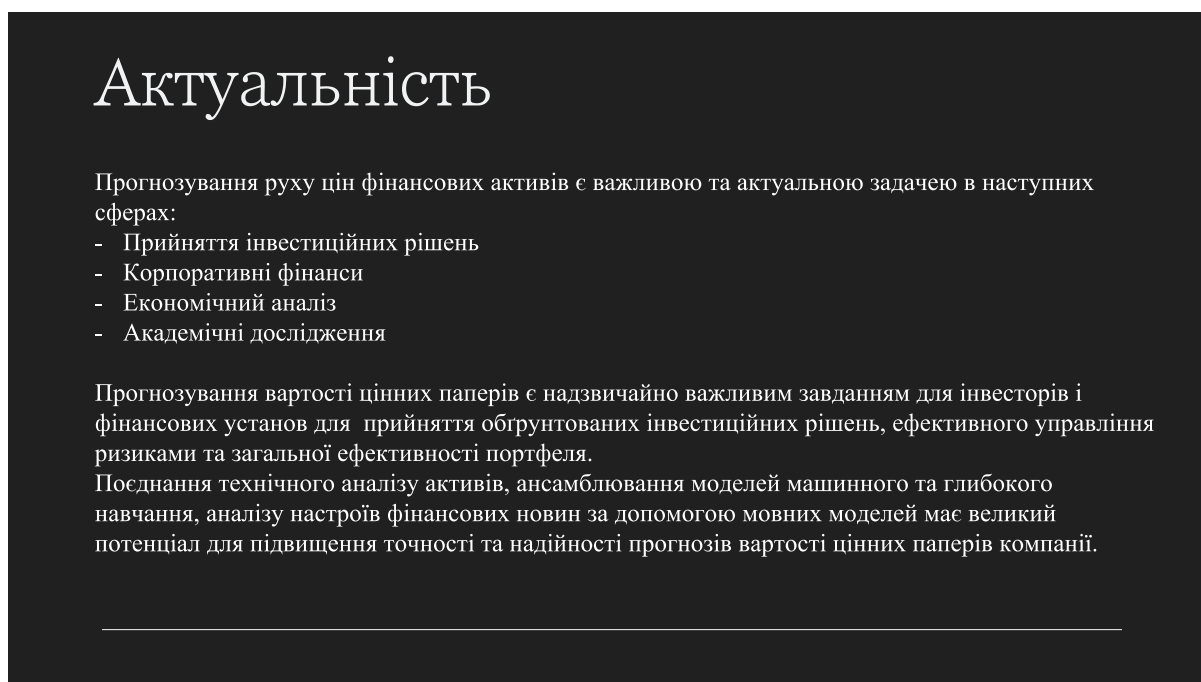 Актуальність
Прогнозування руху цін фінансових активів є важливою та актуальною задачею в наступних
сферах:
- Прийняття інвестиційних рішень
- Корпоративні фінанси
- Економічний аналіз
- Академічні дослідження
Прогнозування вартості цінних паперів є надзвичайно важливим завданням для інвесторів і
фінансових установ для  прийняття обґрунтованих інвестиційних рішень, ефективного управління
ризиками та загальної ефективності портфеля.
Поєднання технічного аналізу активів, ансамблювання моделей машинного та глибокого
навчання, аналізу настроїв фінансових новин за допомогою мовних моделей має великий
потенціал для підвищення точності та надійності прогнозів вартості цінних паперів компанії.